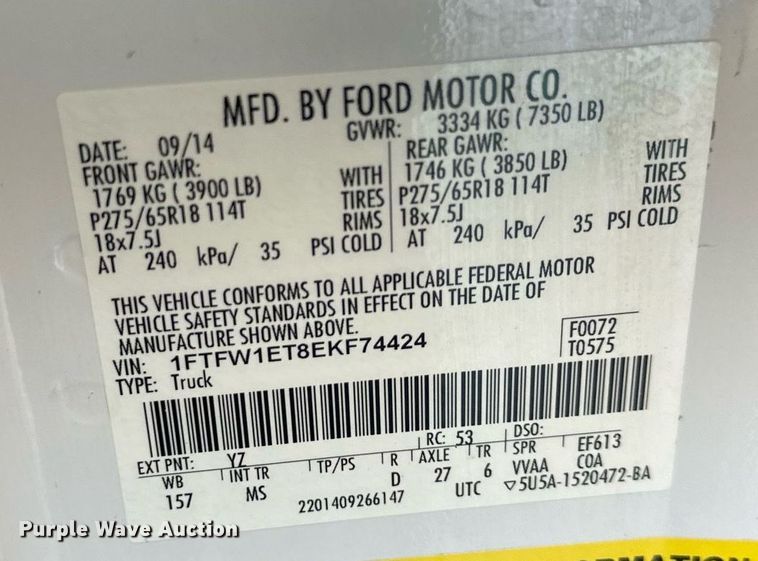 MFD. BY FORD MOTOR CO.
DATE: 09/14
GVWR: 3334 KG ( 7350 LB)
FRONT GAWR:
1769 KG ( 3900 LB)
WITH
P275/65R18 114T
TIRES
18x7.5J
RIMS
AT 240 kPa/ 35 PSI COLD
REAR GAWR:
1746 KG ( 3850 LB)
WITH
P275/65R18 114T
TIRES
18x7.5J
RIMS
AT 240 kPa/ 35 PSI COLD
THIS VEHICLE CONFORMS TO ALL APPLICABLE FEDERAL MOTOR
VEHICLE SAFETY STANDARDS IN EFFECT ON THE DATE OF
MANUFACTURE SHOWN ABOVE.
VIN: 1FTFW1ET8EKF74424
F0072
TYPE: Truck
T0575
EXT PNT: YZ RC: 53 DSO:
WB INT TR TP/PS R AXLE TR SPR EF613
157 MS D 27 6 VVAA COA
2201409266147 UTC ▽5U5A-1520472-BA
Purple Wave Auction
INFORMATION